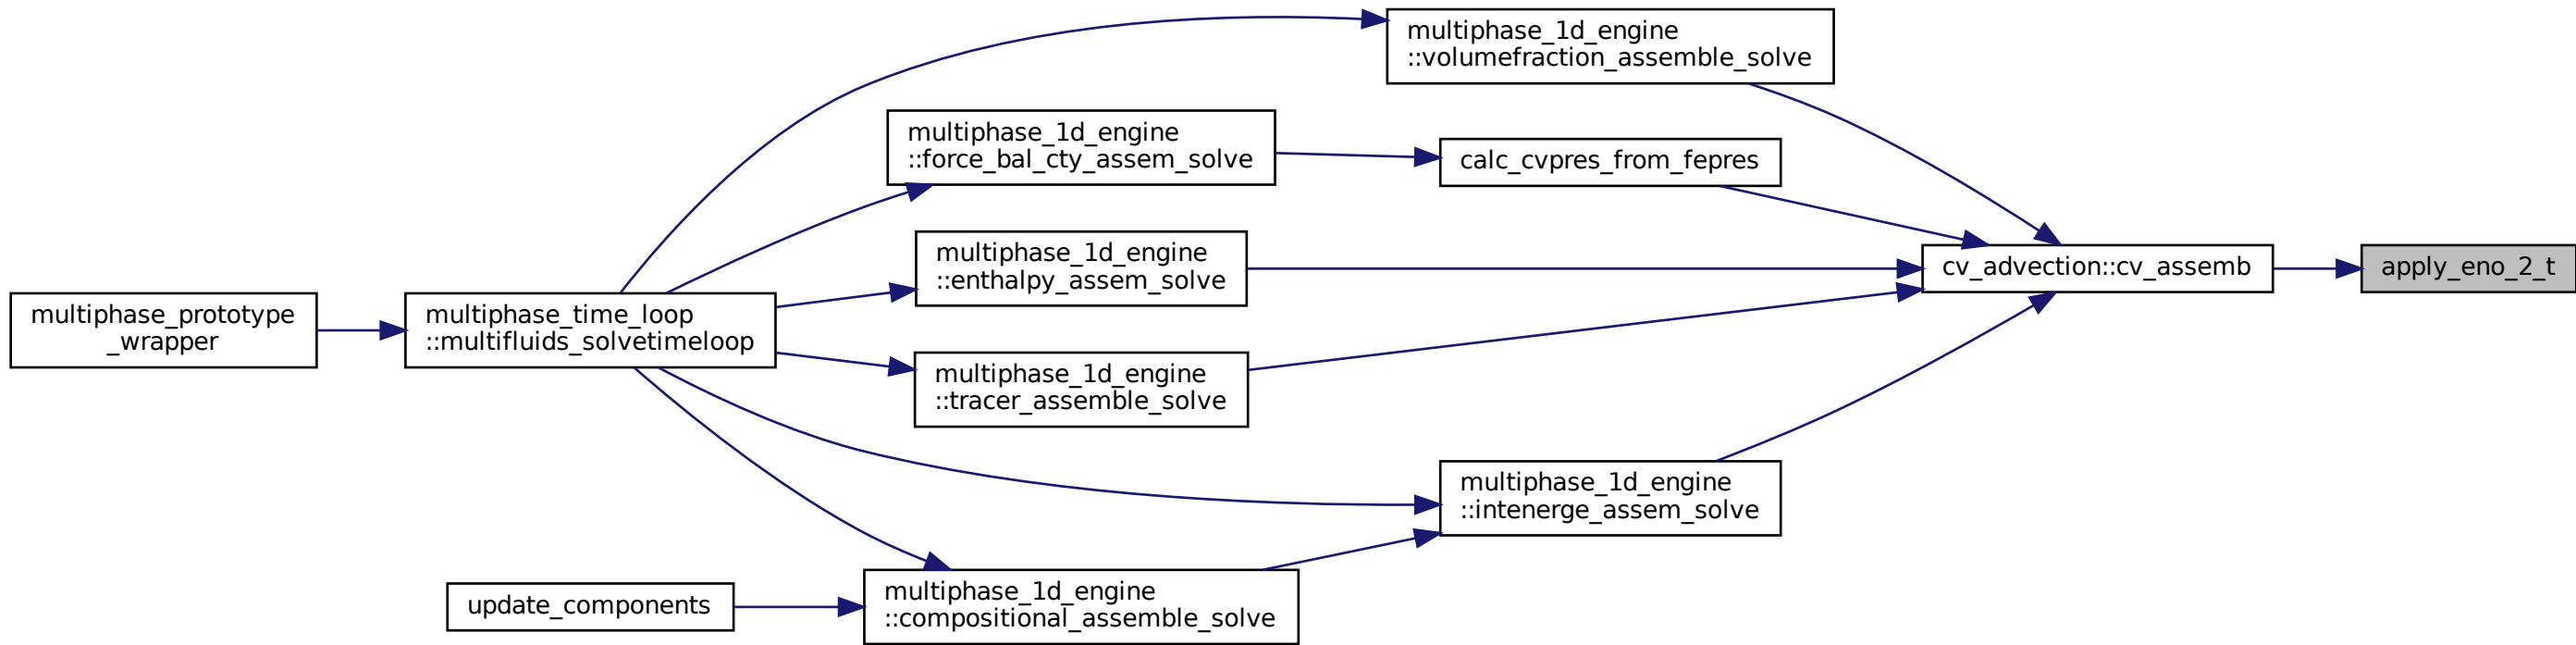 multiphase_1d_engine
::volumefraction_assemble_solve
multiphase_1d_engine
::force_bal_cty_assem_solve
calc_cvpres_from_fepres
multiphase_1d_engine
::enthalpy_assem_solve
cv_advection::cv_assemb
apply_eno_2_t
multiphase_prototype
_wrapper
multiphase_time_loop
::multifluids_solvetimeloop
multiphase_1d_engine
::tracer_assemble_solve
multiphase_1d_engine
::intenerge_assem_solve
update_components
multiphase_1d_engine
::compositional_assemble_solve